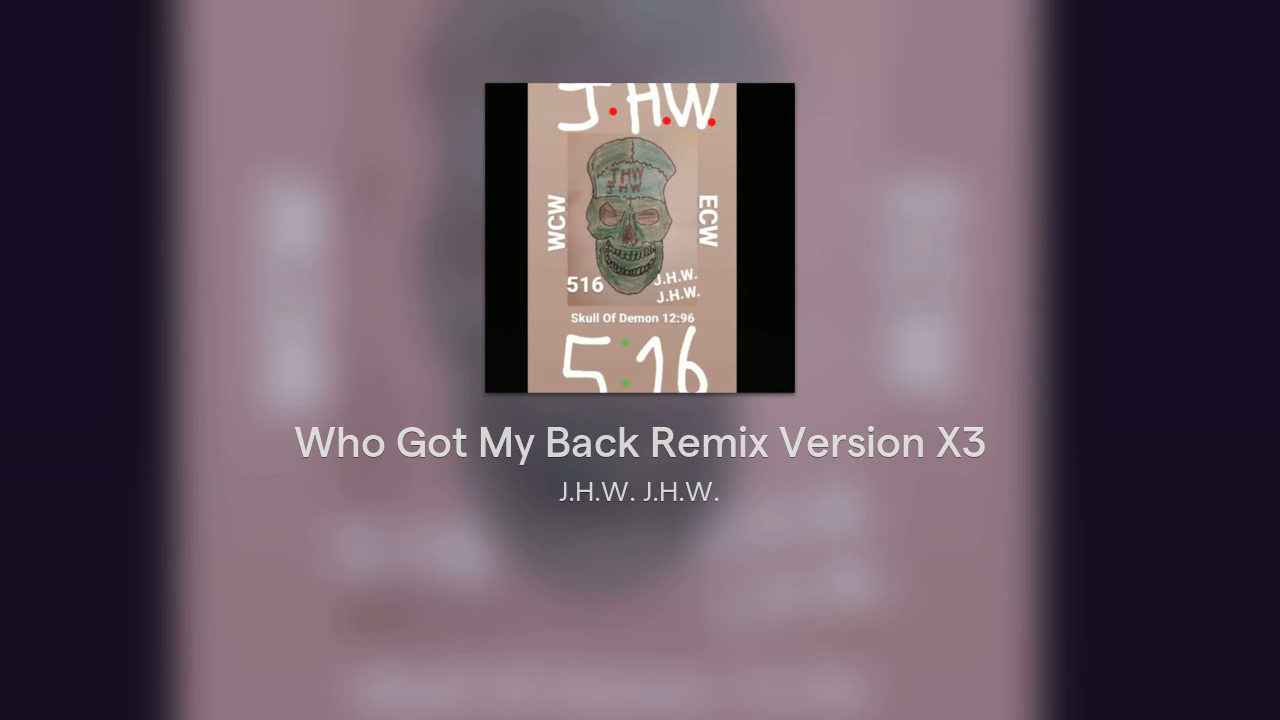 J.H.W.
JHW
JHW
WCW
ECW
516
J.H.W.
J.H.W.
Skull Of Demon 12:96
5:16
Who Got My Back Remix Version X3
J.H.W. J.H.W.